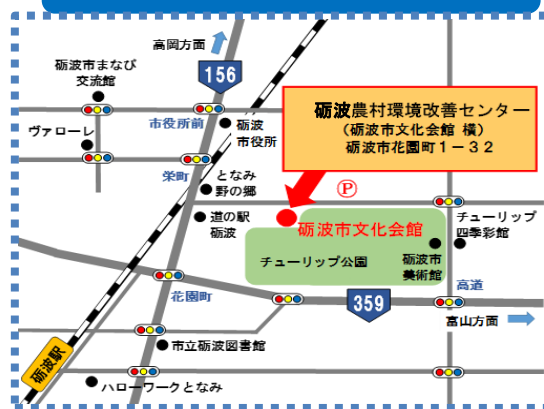 高岡方面
156
砺波市まなび
交流館
市役所前
砺波
市役所
ヴァローレ
栄町
となみ
野の郷
道の駅
砺波
砺波農村環境改善センター
(砺波市文化会館 横)
砺波市花園町1-32
P
砺波市文化会館
チューリップ
四季彩館
チューリップ公園
砺波市
美術館
花園町
359
高道
富山方面
市立砺波図書館
砺波駅
ハローワークとなみ